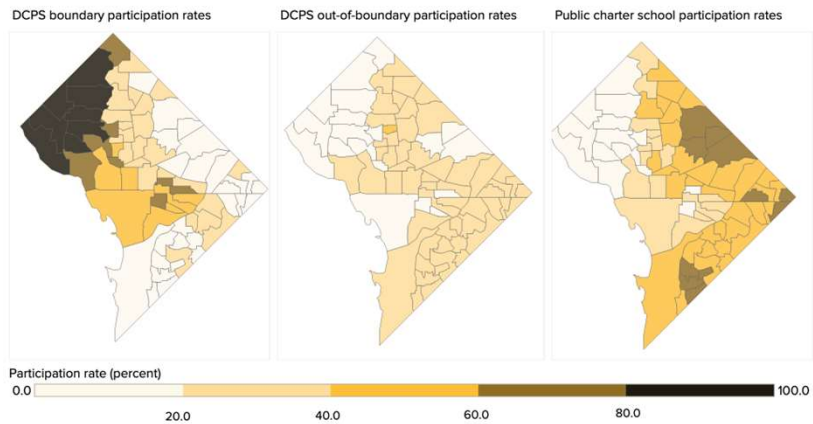 DCPS boundary participation rates
DCPS out-of-boundary participation rates
Public charter school participation rates
Participation rate (percent)
0.0
100.0
20.0
40.0
60.0
80.0